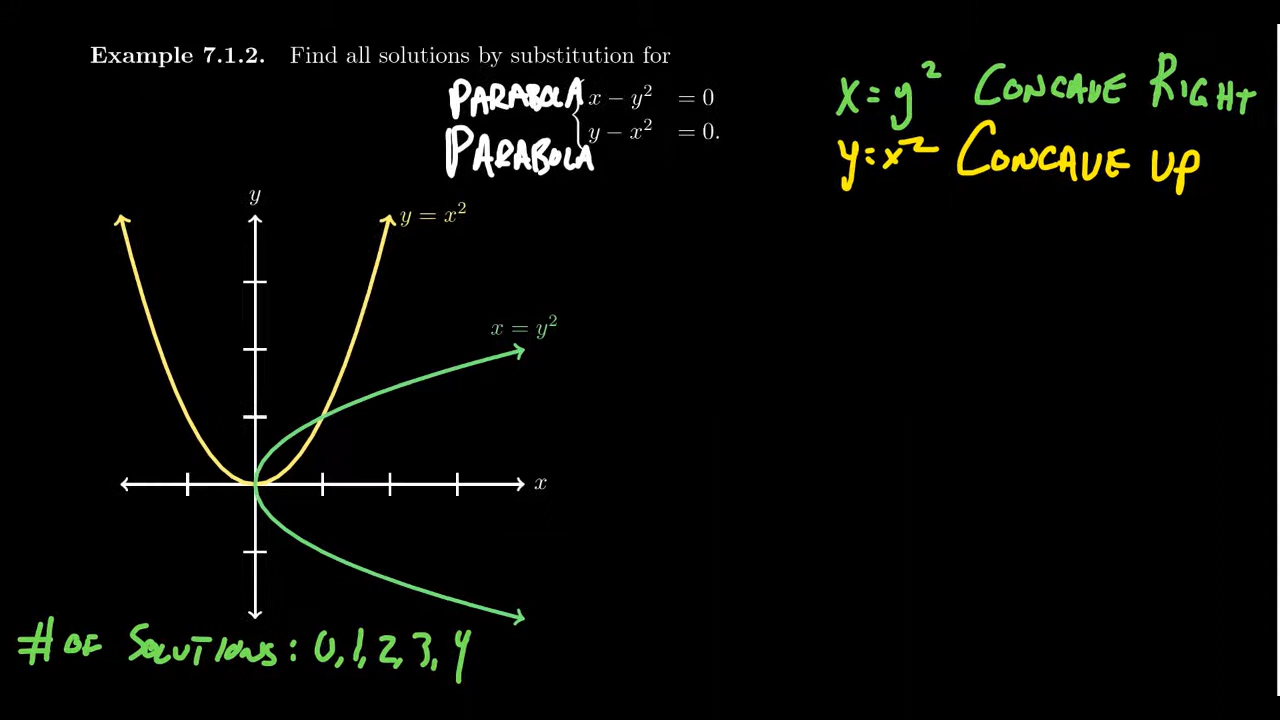 Example 7.1.2. Find all solutions by substitution for
PARABOLA { x − y² = 0
PARABOLA y − x² = 0.
x = y² CONCAVE RIGHT
y = x² CONCAVE UP
y
y = x²
x = y²
x
# OF SOLUTIONS: 0, 1, 2, 3, 4